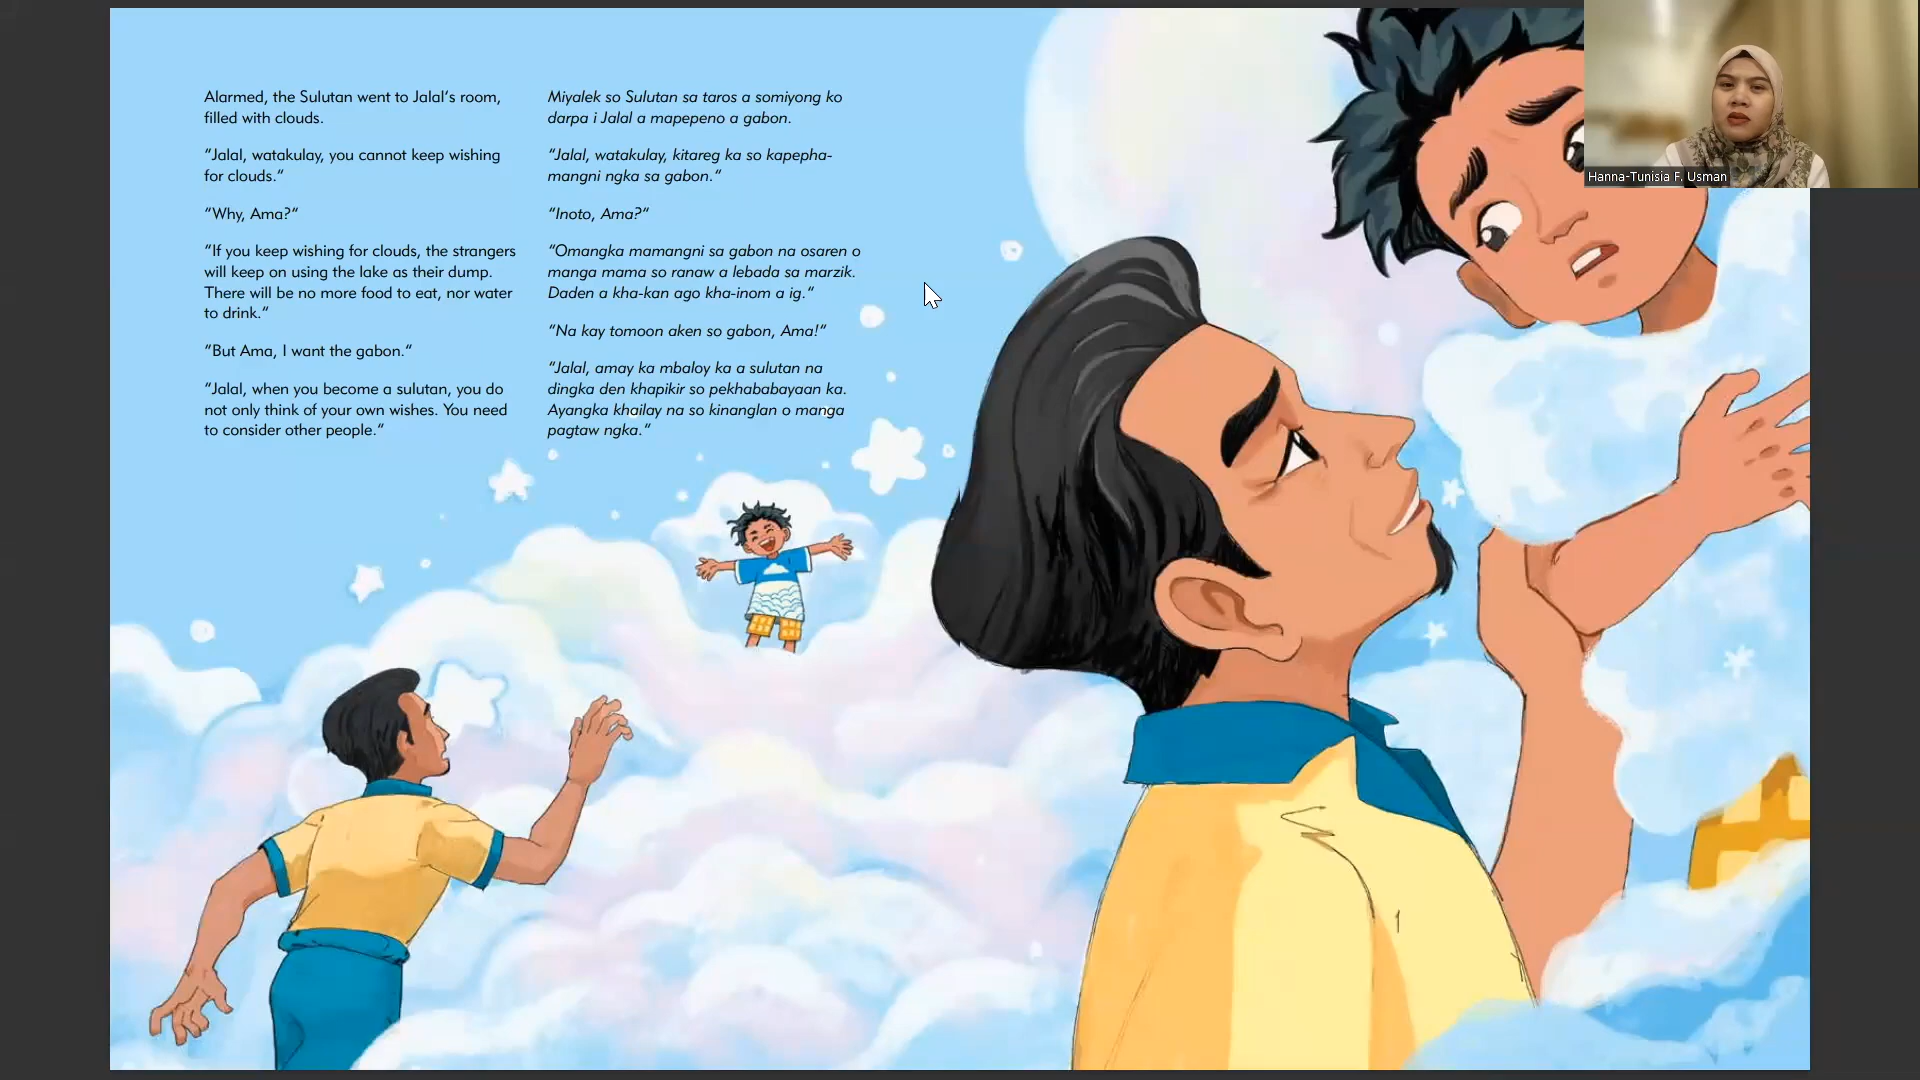 Alarmed, the Sulutan went to Jalal's room,
filled with clouds.
"Jalal, watakulay, you cannot keep wishing
for clouds."
"Why, Ama?"
"If you keep wishing for clouds, the strangers
will keep on using the lake as their dump.
There will be no more food to eat, nor water
to drink."
"But Ama, I want the gabon."
"Jalal, when you become a sulutan, you do
not only think of your own wishes. You need
to consider other people."
Miyalek so Sulutan sa taros a somiyong ko
darpa i Jalal a mapepeno a gabon.
"Jalal, watakulay, kitareg ka so kapepha-
mangni ngka sa gabon."
"Inoto, Ama?"
"Omangka mamangni sa gabon na osaren o
manga mama so ranaw a lebada sa marzik.
Daden a kha-kan ago kha-inom a ig."
"Na kay tomoon aken so gabon, Ama!"
"Jalal, amay ka mbaloy ka a sulutan na
dingka den khapikir so pekhababayaan ka.
Ayangka khailay na so kinanglan o manga
pagtaw ngka."
Hanna-Tunisia F. Usman